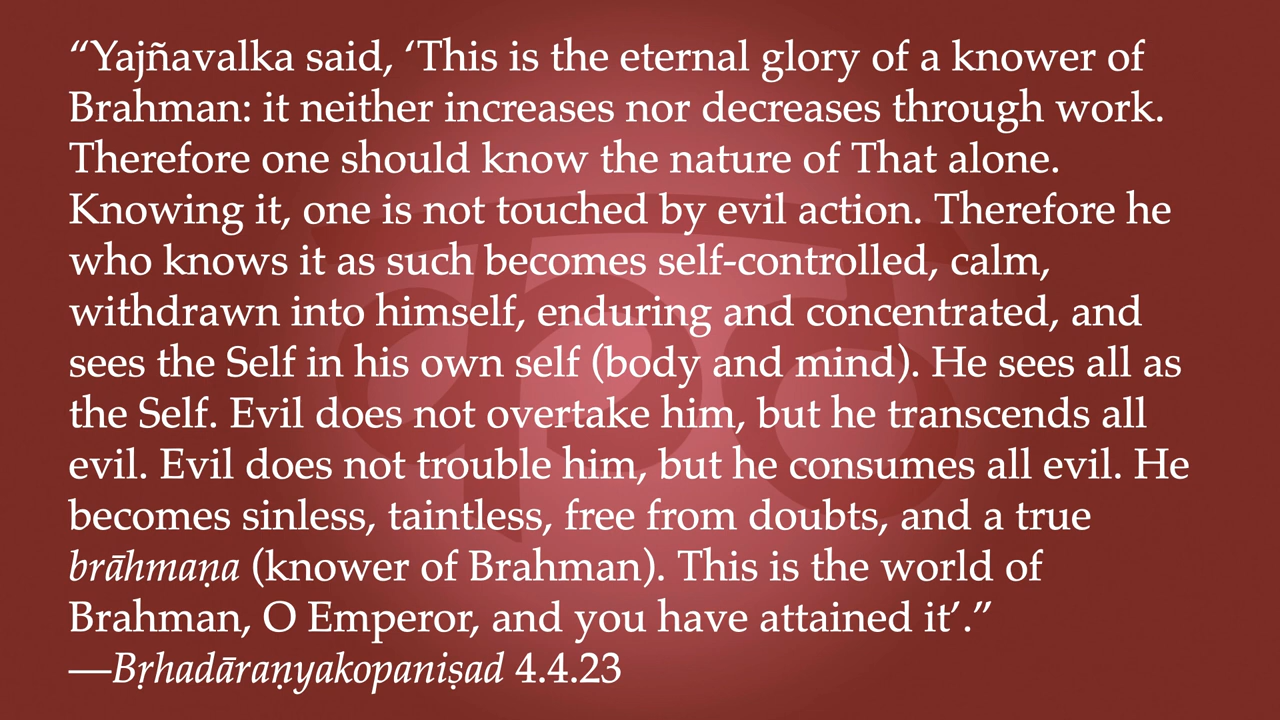 “Yajñavalka said, ‘This is the eternal glory of a knower of
Brahman: it neither increases nor decreases through work.
Therefore one should know the nature of That alone.
Knowing it, one is not touched by evil action. Therefore he
who knows it as such becomes self-controlled, calm,
withdrawn into himself, enduring and concentrated, and
sees the Self in his own self (body and mind). He sees all as
the Self. Evil does not overtake him, but he transcends all
evil. Evil does not trouble him, but he consumes all evil. He
becomes sinless, taintless, free from doubts, and a true
brāhmaṇa (knower of Brahman). This is the world of
Brahman, O Emperor, and you have attained it’.”
—Bṛhadāraṇyakopaniṣad 4.4.23